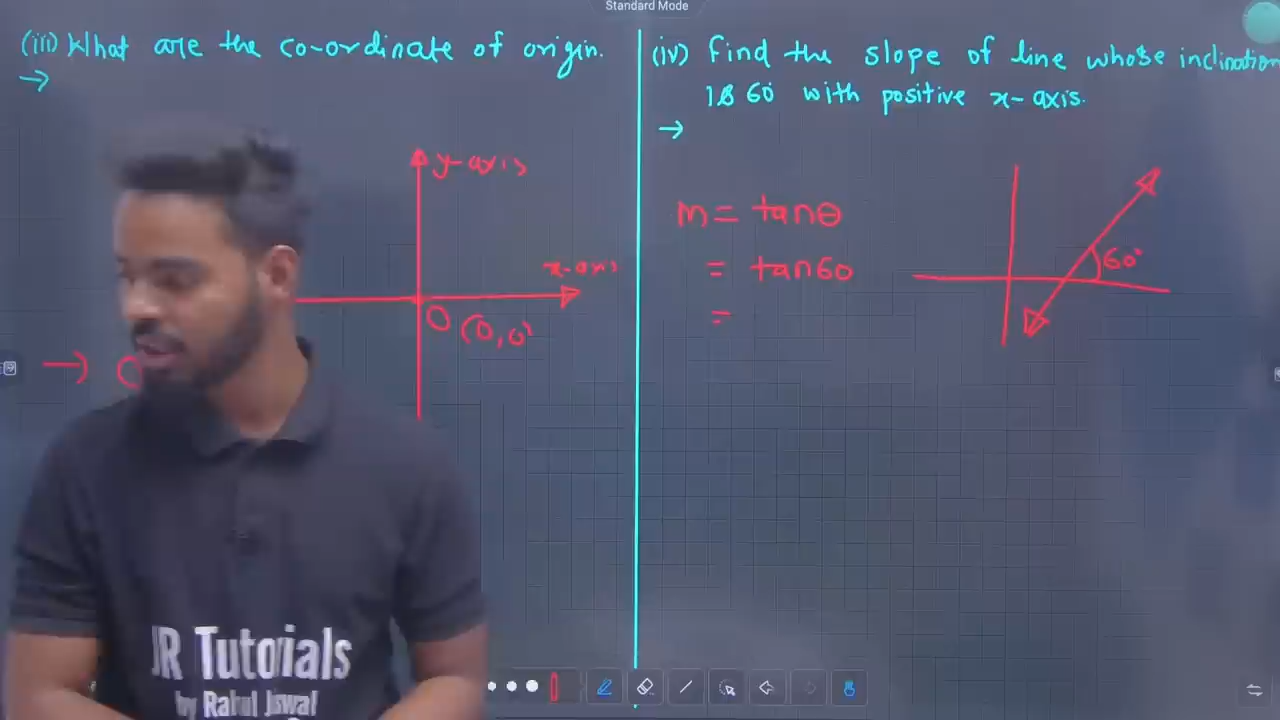 Standard Mode
(iii) What are the co-ordinate of origin.
→
y-axis
x-axis
O (0,0)
→
(iv) Find the slope of line whose inclination
is 60 with positive x-axis.
→
m = tanθ
= tan60
=
60°
JR Tutorials
by Rahul Jiswal